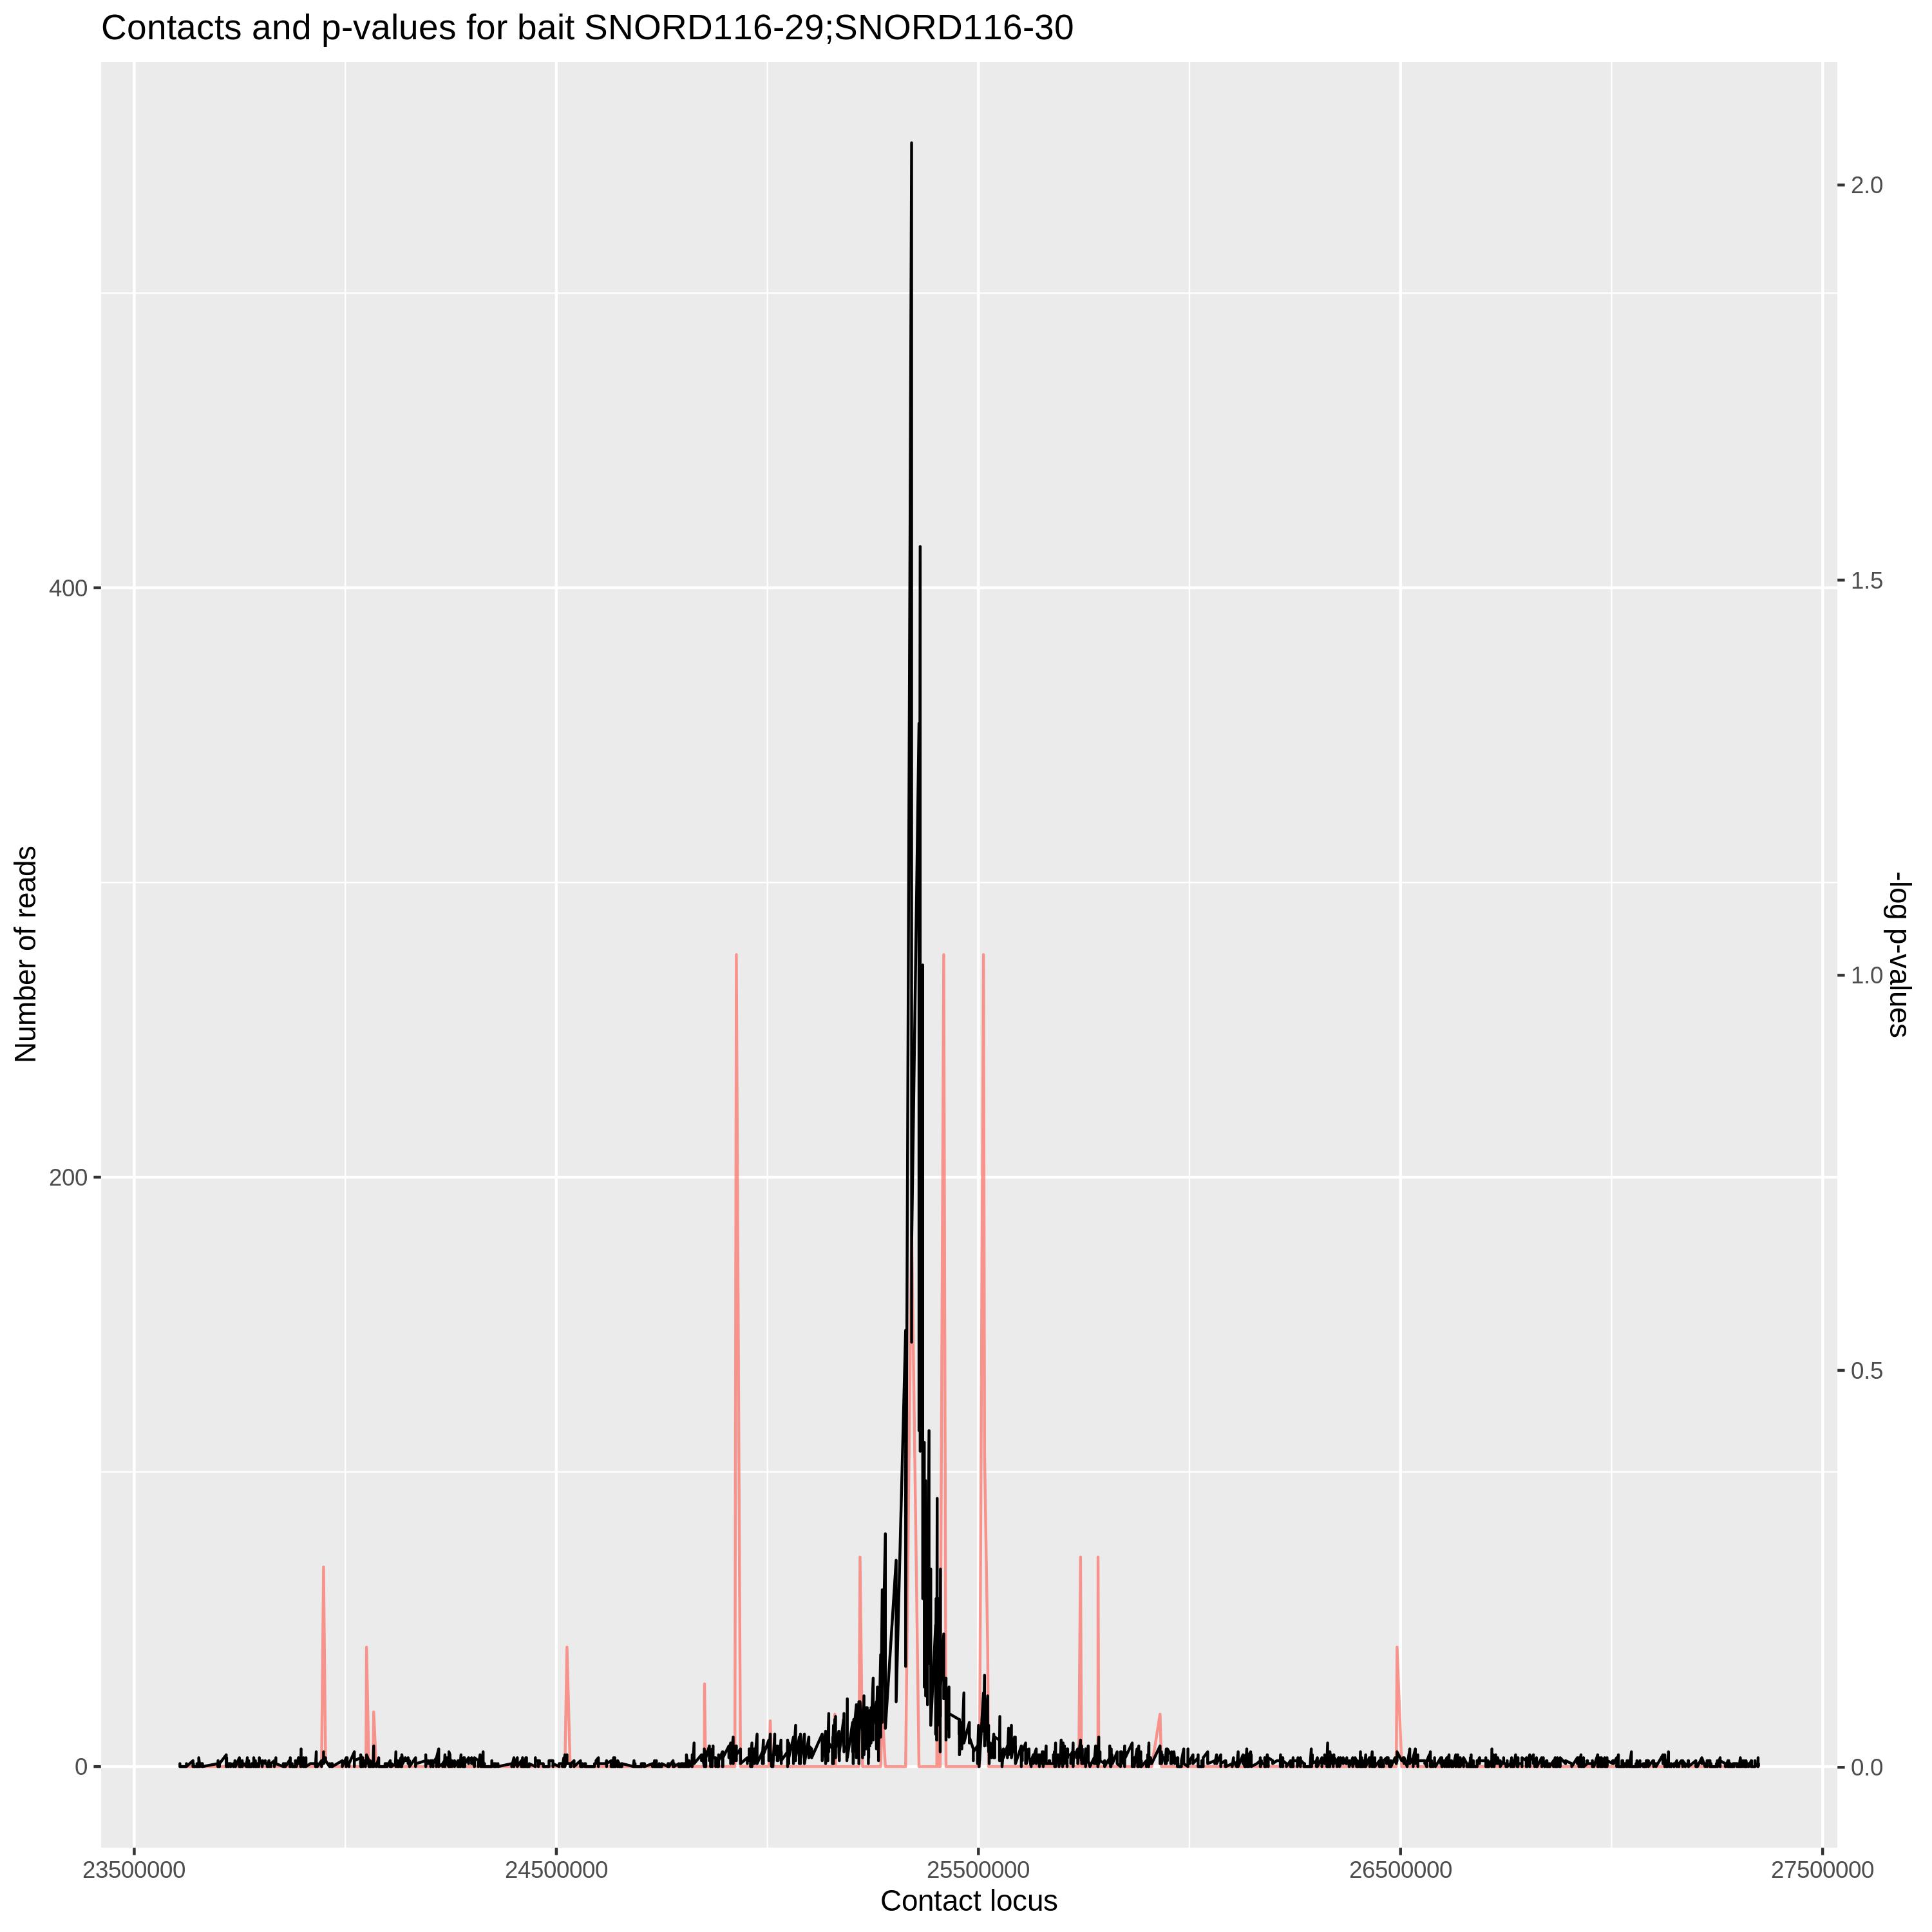 Contacts and p-values for bait SNORD116-29;SNORD116-30
Number of reads
400
200
0
2.0
1.5
1.0
0.5
0.0
-log p-values
23500000 24500000 25500000 26500000 27500000
Contact locus